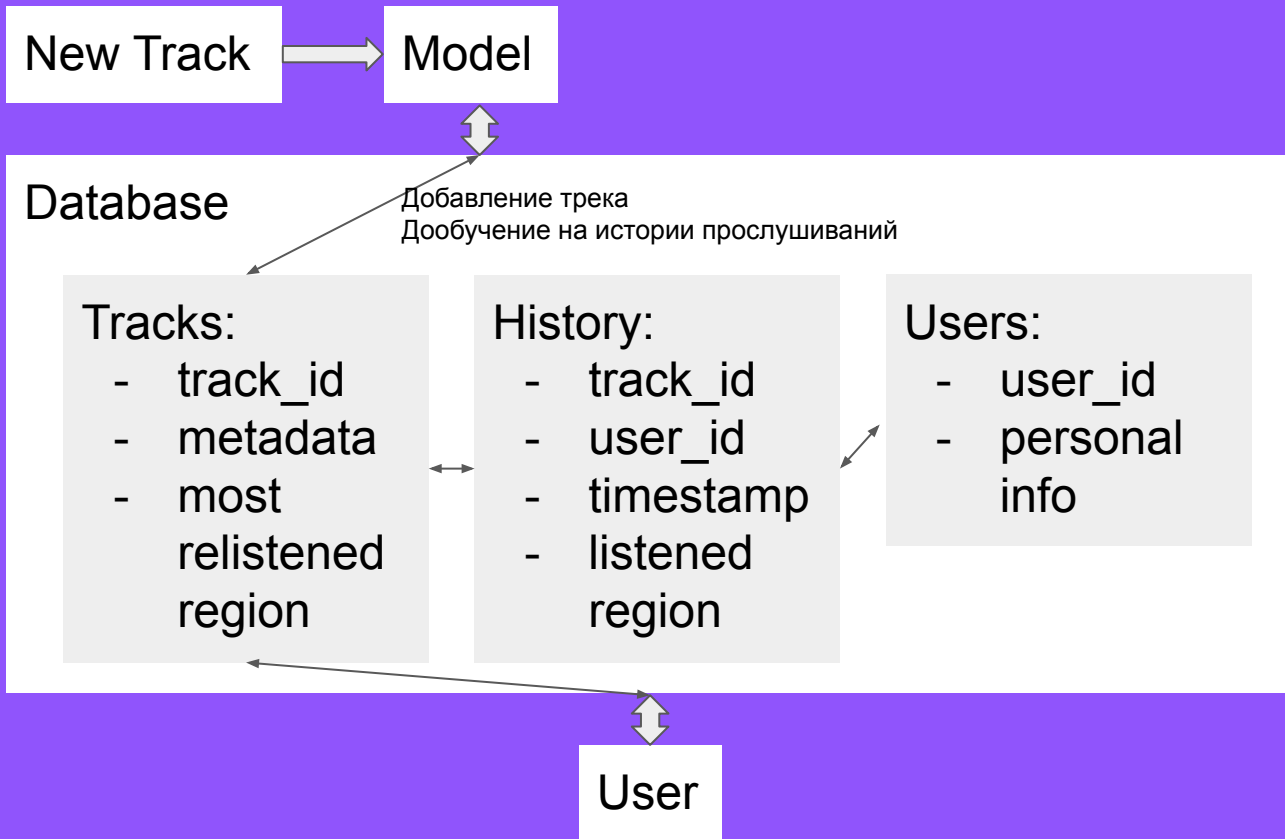 New Track
Model
Database
Добавление трека
Дообучение на истории прослушиваний
Tracks:
- track_id
- metadata
- most
relistened
region
History:
- track_id
- user_id
- timestamp
- listened
region
Users:
- user_id
- personal
info
User